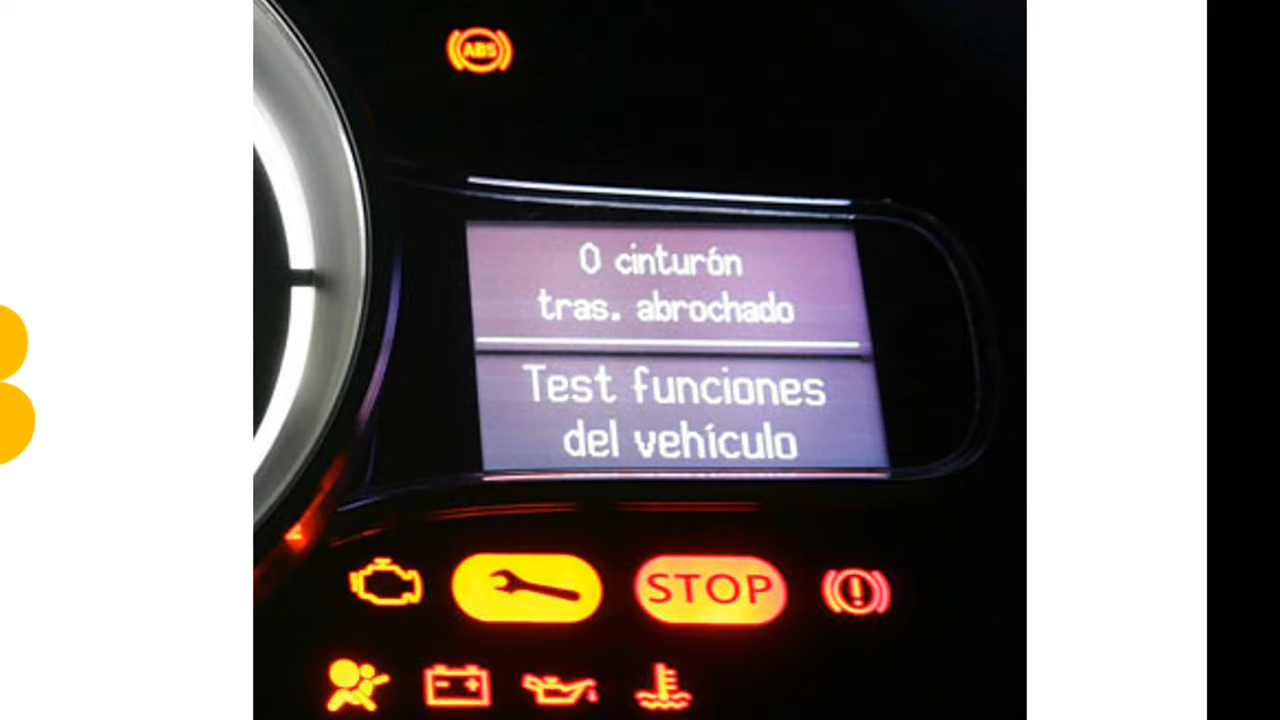 ABS
0 cinturón
tras. abrochado
Test funciones
del vehículo
STOP